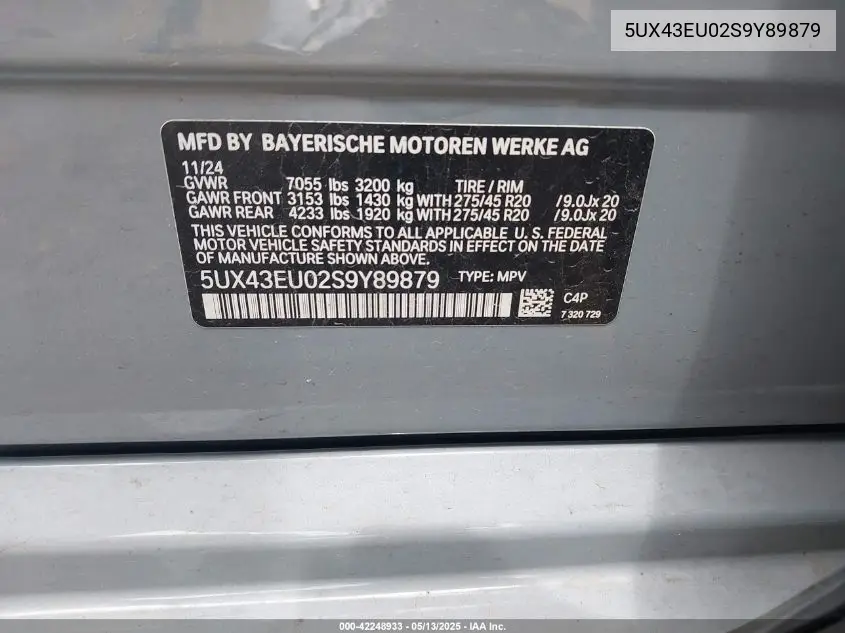 5UX43EU02S9Y89879
MFD BY BAYERISCHE MOTOREN WERKE AG
11/24
GVWR 7055 lbs 3200 kg TIRE / RIM
GAWR FRONT 3153 lbs 1430 kg WITH 275/45 R20 / 9.0Jx 20
GAWR REAR 4233 lbs 1920 kg WITH 275/45 R20 / 9.0Jx 20
THIS VEHICLE CONFORMS TO ALL APPLICABLE U. S. FEDERAL
MOTOR VEHICLE SAFETY STANDARDS IN EFFECT ON THE DATE
OF MANUFACTURE SHOWN ABOVE.
5UX43EU02S9Y89879 TYPE: MPV
C4P
7 320 729
000-42248933 - 05/13/2025 - IAA Inc.